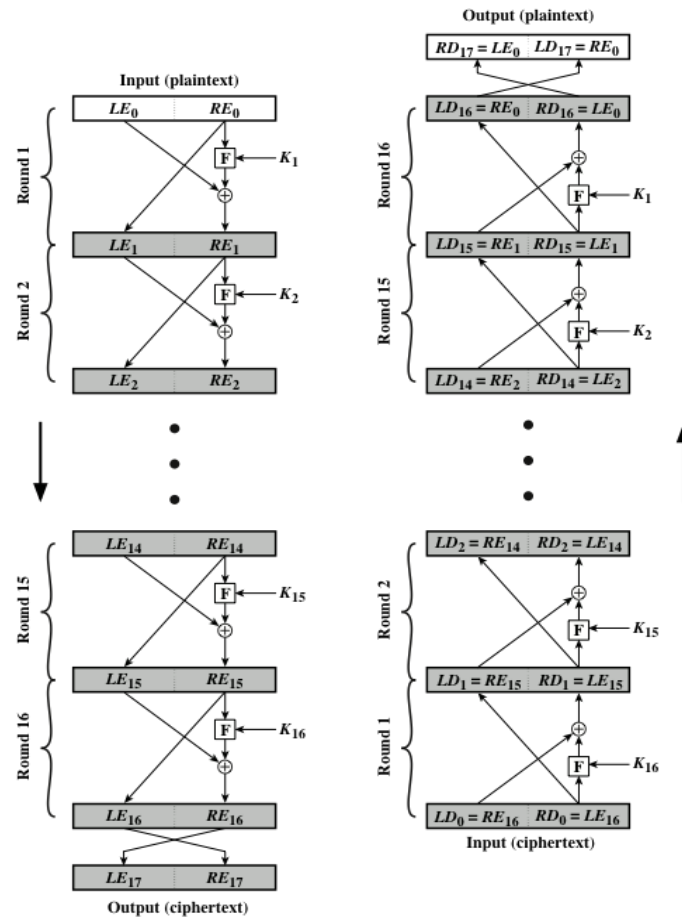 Input (plaintext)
LE₀ RE₀
Round 1
F
K₁
+
LE₁ RE₁
Round 2
F
K₂
+
LE₂ RE₂
LE₁₄ RE₁₄
Round 15
F
K₁₅
+
LE₁₅ RE₁₅
Round 16
F
K₁₆
+
LE₁₆ RE₁₆
LE₁₇ RE₁₇
Output (ciphertext)
Output (plaintext)
RD₁₇ = LE₀ LD₁₇ = RE₀
LD₁₆ = RE₀ RD₁₆ = LE₀
Round 16
+
F
K₁
LD₁₅ = RE₁ RD₁₅ = LE₁
Round 15
+
F
K₂
LD₁₄ = RE₂ RD₁₄ = LE₂
LD₂ = RE₁₄ RD₂ = LE₁₄
Round 2
+
F
K₁₅
LD₁ = RE₁₅ RD₁ = LE₁₅
Round 1
+
F
K₁₆
LD₀ = RE₁₆ RD₀ = LE₁₆
Input (ciphertext)